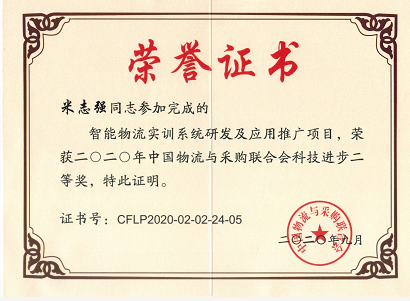 荣誉证书
米志强同志参加完成的
智能物流实训系统研发及应用推广项目，荣
获二〇二〇年中国物流与采购联合会科技进步二
等奖，特此证明。
证书号：CFLP2020-02-02-24-05
中国物流与采购联合会
二〇二〇年九月